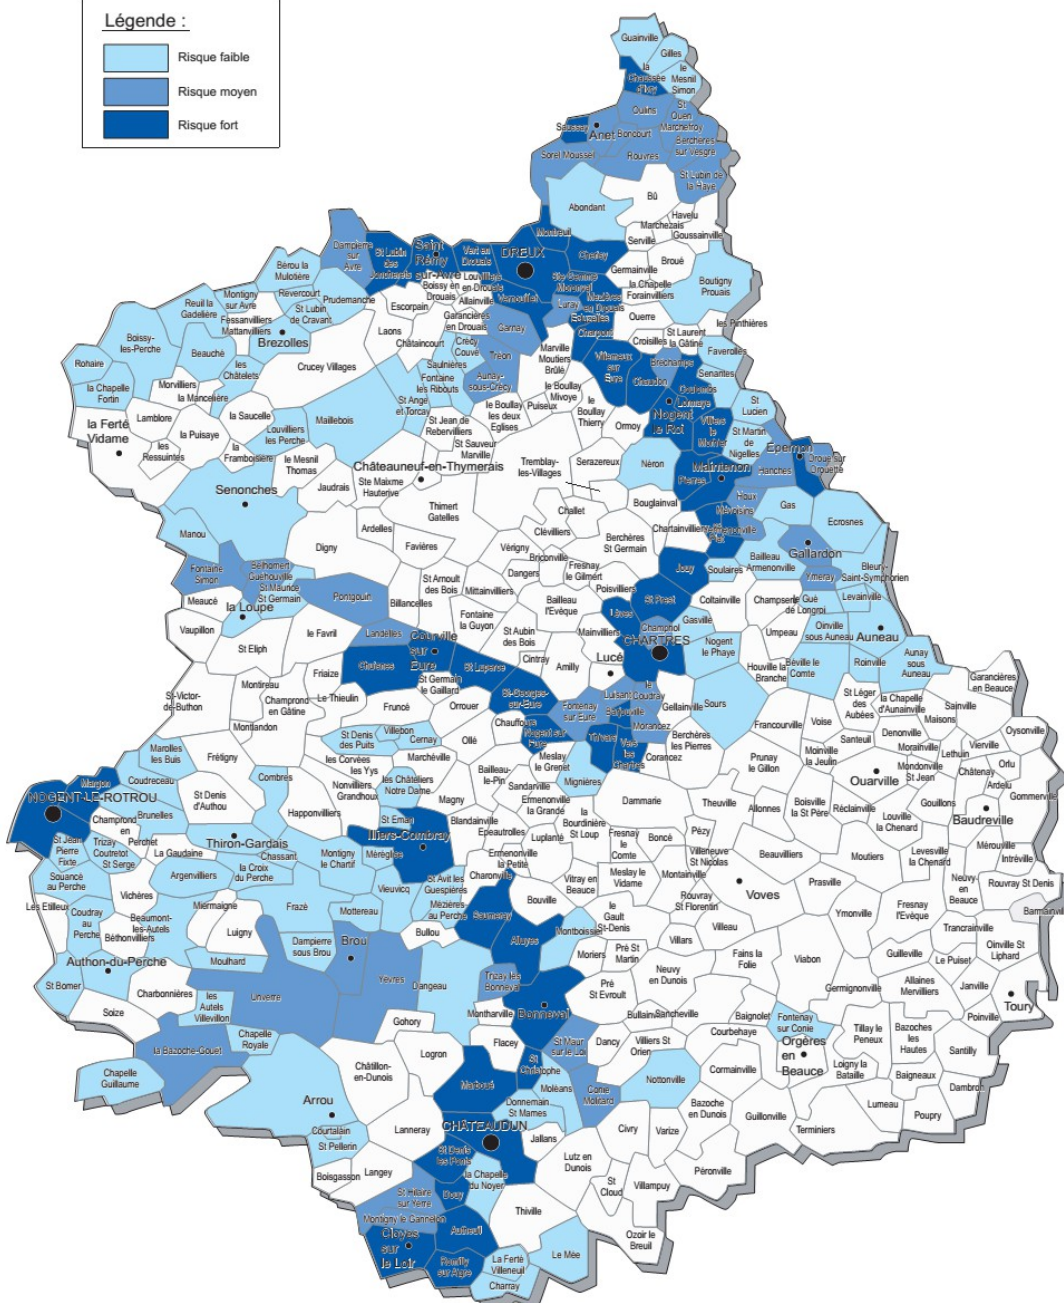 Légende :
Risque faible
Risque moyen
Risque fort
Guainville
Gilles
la
Chaussée
d'Ivry
le
Mesnil
Simon
Oulins
St
Ouen
Marchefroy
Saussay
Anet
Boncourt
Berchères
sur Vesgre
Sorel Moussel
Rouvres
St Lubin de
la Haye
Bû
Abondant
Havelu
Marchezais
Goussainville
Serville
Montreuil
Dampierre
sur
Avre
St Lubin
des
Joncherets
Saint
Rémy
sur-Avre
Vert en
Drouais
DREUX
Cherisy
Germainville
Broué
Bérou la
Mulotière
Louvilliers
en Drouais
Ste Gemme
Moronval
la Chapelle
Forainvilliers
Boutigny
Prouais
Reuil la
Gadelière
Montigny
sur Avre
Revercourt
Prudemanche
Boissy en
Drouais
Allainville
Vernouillet
Luray
Mezières
en Drouais
Ecluzelles
Ouerre
Fessanvilliers
Mattanvilliers
St Lubin
de Cravant
Escorpain
Garancières
en Drouais
Garnay
Charpont
les Pinthières
Boissy-
les-Perche
Beauché
Brezolles
Laons
Châtaincourt
Crécy
Couvé
Tréon
Marville
Moutiers
Brûlé
Villemeux
sur
Eure
Croisilles
St Laurent
la Gâtine
Faverolles
Rohaire
les
Châtelets
Crucey Villages
Saulnières
Fontaine
les Ribouts
Aunay-
sous-Crécy
le Boullay
Mivoye
Chaudon
Bréchamps
Coulombs
Lormaye
Senantes
la Chapelle
Fortin
Morvilliers
la Mancelière
St Ange
et Torcay
le Boullay
les deux
Eglises
Puiseux
le
Boullay
Thierry
Ormoy
Nogent
le Roi
Villiers
le Morhier
St
Lucien
la Ferté
Vidame
Lamblore
la Saucelle
Maillebois
Louvilliers
les Perche
St Jean de
Rebervilliers
St Sauveur
Marville
St Martin
de
Nigelles
la Puisaye
les
Ressuintes
la
Framboisière
le Mesnil
Thomas
Châteauneuf-en-Thymerais
Tremblay-
les-Villages
Serazereux
Néron
Maintenon
Pierres
Epernon
Hanches
Droue sur
Drouette
Senonches
Jaudrais
Ste Maixme
Hauterive
Thimert
Gatelles
Challet
Bouglainval
Houx
Mévoisins
Gas
Ecrosnes
Manou
Digny
Ardelles
Favières
Clévilliers
Berchères
St Germain
Chartainvilliers
Yermenonville
Gallardon
Vérigny
Briconville
Bailleau
Armenonville
Bleury-
Saint-Symphorien
Fontaine
Simon
Belhomert
Guéhouville
St Maurice
St Germain
Pontgouin
Billancelles
St Arnoult
des Bois
Mittainvilliers
Dangers
Fresnay
le Gilmért
Poisvilliers
Jouy
Soulaires
Ymeray
Levainville
Meaucé
la Loupe
Fontaine
la Guyon
Bailleau
l'Evêque
Lèves
St Prest
Coltainville
Champseru
le Gué
de Longroi
Vaupillon
St Eliph
le Favril
Landelles
Courville
sur
Eure
St Aubin
des Bois
Mainvilliers
Champhol
Gasville
Umpeau
Oinville
sous Auneau
Auneau
Friaize
Chuisnes
St Germain
le Gaillard
St Luperce
Cintray
Amilly
Lucé
CHARTRES
Nogent
le Phaye
Houville la
Branche
Béville le
Comte
Roinville
Aunay
sous
Auneau
St-Victor-
de-Buthon
Montireau
Champrond
en Gâtine
Le Thieulin
Fruncé
Orrouer
St-Georges-
sur-Eure
Fontenay
sur Eure
Luisant
le
Coudray
Gellainville
Sours
Garancières
en Beauce
St Léger
des
Aubées
la Chapelle
d'Aunainville
Sainville
Montlandon
Chauffours
Nogent sur
Eure
Barjouville
Morancez
Francourville
Voise
Maisons
Denonville
Oysonville
Marolles
les Buis
Frétigny
St Denis
des Puits
Villebon
Cernay
Ollé
Thivars
Ver
les
Chartres
Corancez
Berchères
les Pierres
Moinville
la Jeulin
Santeuil
Morainville
Vierville
Margon
Coudreceau
Combres
les Corvées
les Yys
Marchéville
Meslay
le Grenet
Mignières
Prunay
le Gillon
Mondonville
St Jean
Lethuin
Orlu
NOGENT-LE-ROTROU
Champrond
en
Perchet
Brunelles
St Denis
d'Authou
Happonvilliers
Nonvilliers
Grandhoux
les Châteliers
Notre Dame
Bailleau-
le-Pin
Sandarville
Dammarie
Theuville
Allonnes
Ouarville
Boisville
la St Père
Réclainville
Châtenay
Ardelu
Gommerville
Gouillons
Baudreville
St Jean
Pierre
Fixte
Trizay
Coutretot
St Serge
Thiron-Gardais
St Eman
Illiers-Combray
Magny
Blandainville
Ermenonville
la Grande
la
Bourdinière
St Loup
Louville
la Chenard
Souancé
au Perche
La Gaudaine
Argenvilliers
Chassant
la Croix
du Perche
Montigny
le Chartif
Méréglise
Epeautrolles
Luplanté
Fresnay
le
Comte
Boncé
Pézy
Beauvilliers
Moutiers
Levesville
la Chenard
Mérouville
Intréville
Ermenonville
la Petite
Villeneuve
St Nicolas
Vichères
Frazé
Vieuvicq
St Avit les
Guespières
Charonville
Vitray en
Beauce
Meslay le
Vidame
Montainville
Voves
Prasville
Neuvy-
en
Beauce
Rouvray St Denis
Les Etilleux
Coudray
au
Perche
Beaumont-
les-Autels
Miermaigne
Mottereau
Mézières
au Perche
Bouville
Rouvray
St Florentin
Ymonville
Fresnay
l'Evêque
Barmainville
Béthonvilliers
Luigny
Bullou
Saumeray
Alluyes
Montboissier
le
Gault
St-Denis
Villeau
Trancrainville
Authon-du-Perche
Moulhard
Dampierre
sous Brou
Brou
Moriers
Pré St
Martin
Villars
Fains la
Folie
Viabon
Guilleville
Oinville St
Liphard
St Bomer
Charbonnières
Unverre
Yèvres
Dangeau
Trizay les
Bonneval
Pré
St Evroult
Neuvy
en Dunois
Le Puiset
Soize
les
Autels
Villevillon
Germignonville
Allaines
Mervilliers
Janville
Toury
Gohory
Montharville
Bonneval
Bullainville
Sancheville
Baignolet
Fontenay
sur Conie
Poinville
la Bazoche-Gouet
Chapelle
Royale
Flacey
St Maur
sur le Loir
Dancy
Villiers St
Orien
Courbehaye
Orgères
en
Beauce
Tillay le
Peneux
Bazoches
les
Hautes
Santilly
Chapelle
Guillaume
Châtillon-
en-Dunois
Logron
St
Christophe
Cormainville
Loigny la
Bataille
Baigneaux
Arrou
Marboué
Moléans
Conie
Molitard
Nottonville
Dambron
Donnemain
St Mames
Bazoche
en Dunois
Guillonville
Lumeau
Poupry
Courtalain
St Pellerin
Lanneray
CHÂTEAUDUN
Jallans
Civry
Varize
Terminiers
Boisgasson
Langey
St Denis
les Ponts
la Chapelle
du Noyer
Lutz en
Dunois
Péronville
St Hilaire
sur Yerre
Douy
St
Cloud
Villampuy
Montigny le Gannelon
Thiville
Cloyes
sur
le Loir
Autheuil
Ozoir le
Breuil
Romilly
sur Aigre
La Ferté
Villeneuil
Le Mée
Charray